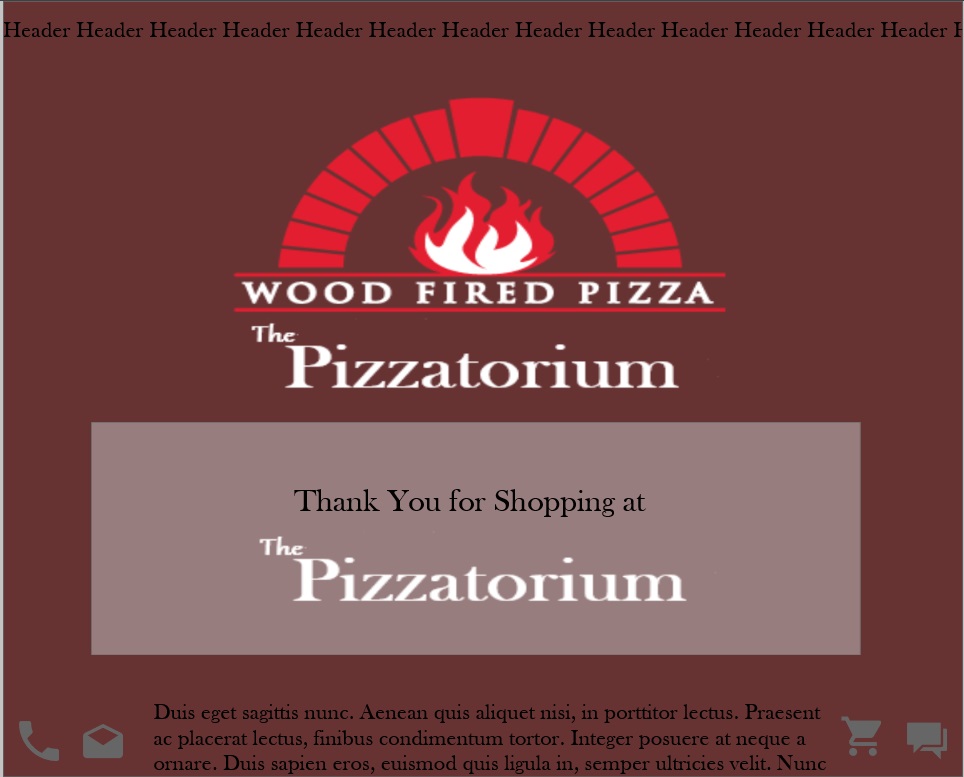 Header Header Header Header Header Header Header Header Header Header Header Header Header
WOOD FIRED PIZZA
The
Pizzatorium
Thank You for Shopping at
The
Pizzatorium
Duis eget sagittis nunc. Aenean quis aliquet nisi, in porttitor lectus. Praesent
ac placerat lectus, finibus condimentum tortor. Integer posuere at neque a
ornare. Duis sapien eros, euismod quis ligula in, semper ultricies velit. Nunc